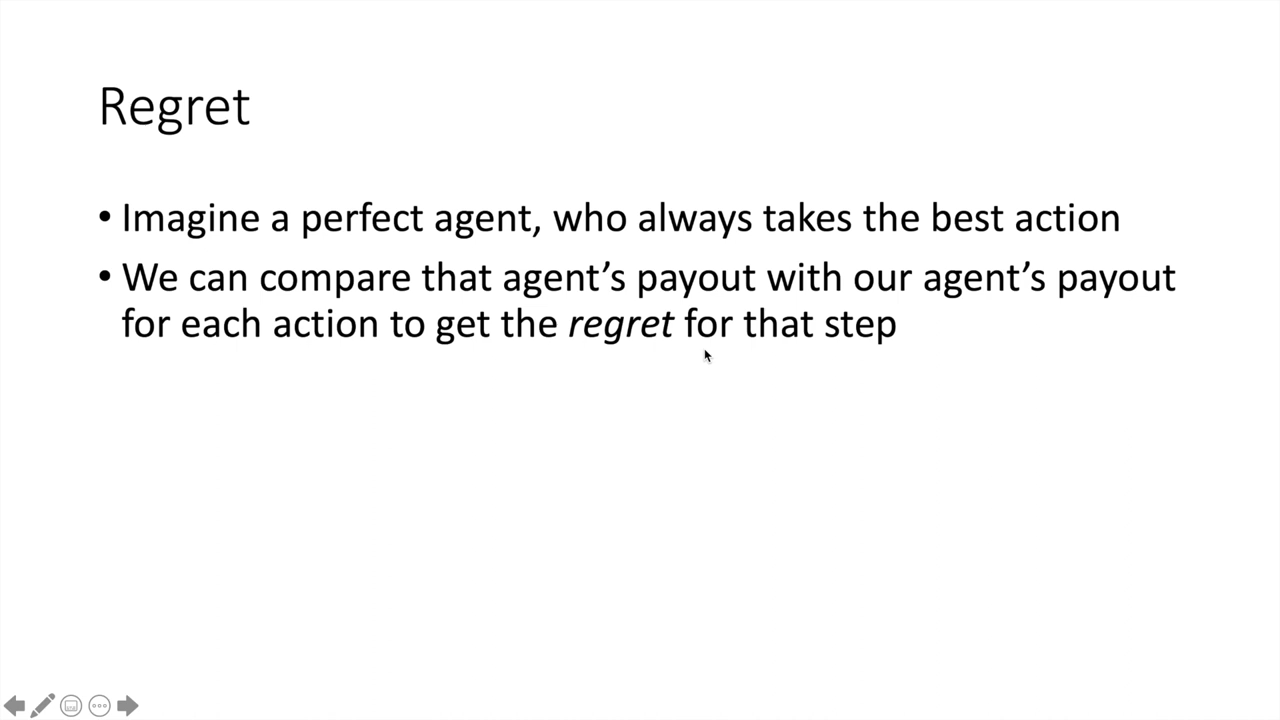 Regret
• Imagine a perfect agent, who always takes the best action
• We can compare that agent’s payout with our agent’s payout
for each action to get the regret for that step